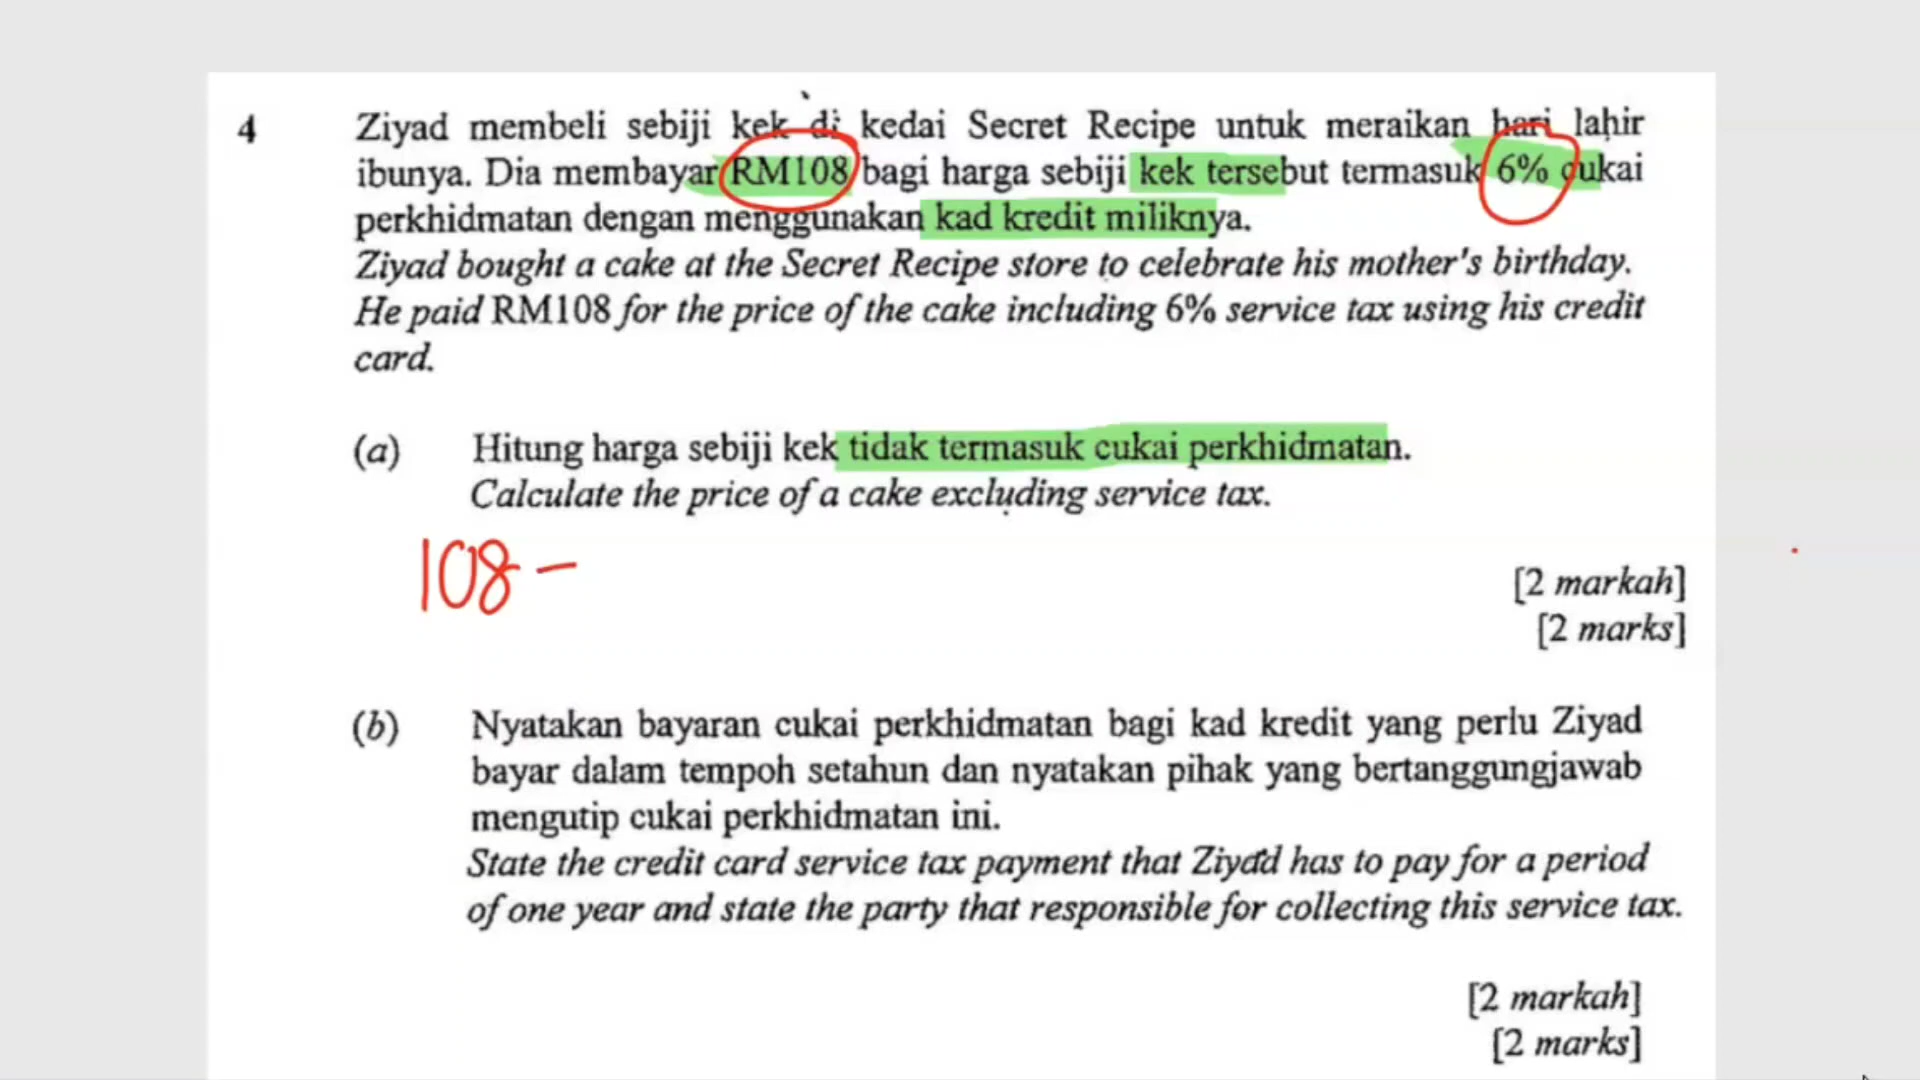 4 Ziyad membeli sebiji kek di kedai Secret Recipe untuk meraikan hari lahir
ibunya. Dia membayar RM108 bagi harga sebiji kek tersebut termasuk 6% cukai
perkhidmatan dengan menggunakan kad kredit miliknya.
Ziyad bought a cake at the Secret Recipe store to celebrate his mother's birthday.
He paid RM108 for the price of the cake including 6% service tax using his credit
card.
(a) Hitung harga sebiji kek tidak termasuk cukai perkhidmatan.
Calculate the price of a cake excluding service tax.
108 –
[2 markah]
[2 marks]
(b) Nyatakan bayaran cukai perkhidmatan bagi kad kredit yang perlu Ziyad
bayar dalam tempoh setahun dan nyatakan pihak yang bertanggungjawab
mengutip cukai perkhidmatan ini.
State the credit card service tax payment that Ziyad has to pay for a period
of one year and state the party that responsible for collecting this service tax.
[2 markah]
[2 marks]